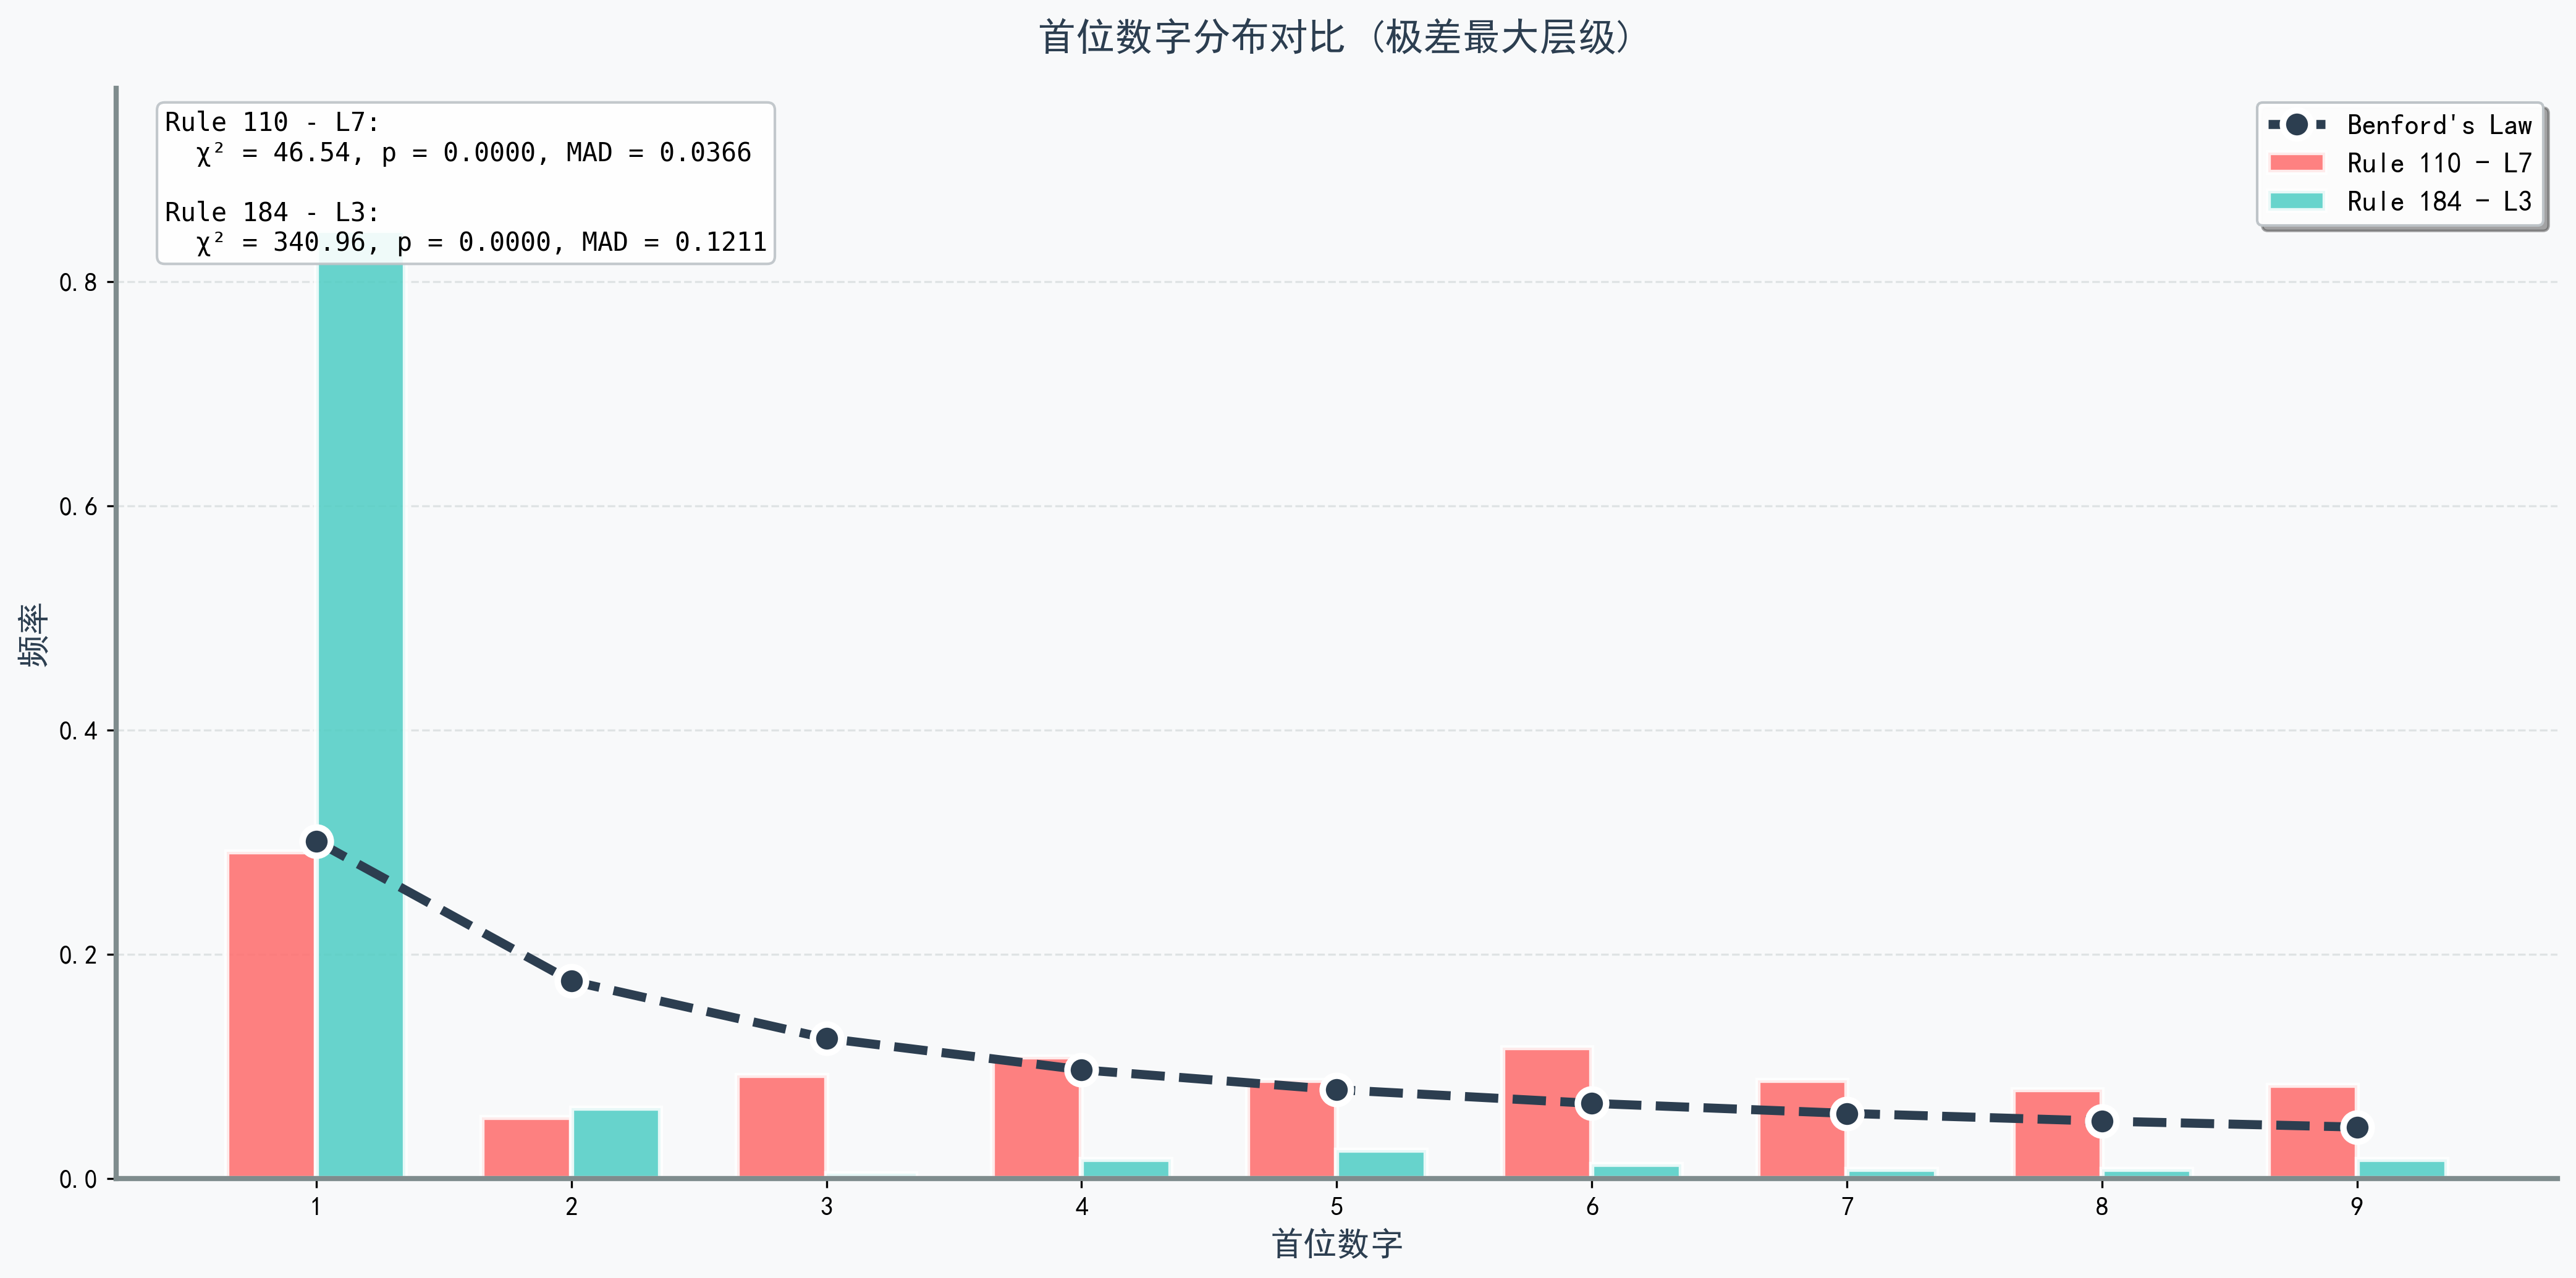 首位数字分布对比 (极差最大层级)
Rule 110 - L7:
χ² = 46.54, p = 0.0000, MAD = 0.0366
Rule 184 - L3:
χ² = 340.96, p = 0.0000, MAD = 0.1211
Benford's Law
Rule 110 - L7
Rule 184 - L3
频率
0.8
0.6
0.4
0.2
0.0
1 2 3 4 5 6 7 8 9
首位数字